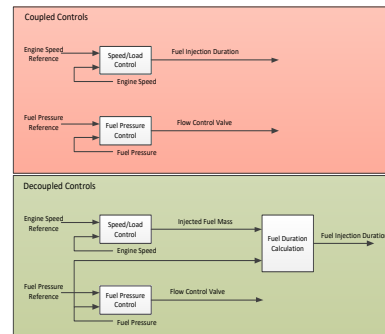 Coupled Controls
Engine Speed
Reference
Speed/Load
Control
Fuel Injection Duration
Engine Speed
Fuel Pressure
Reference
Fuel Pressure
Control
Flow Control Valve
Fuel Pressure
Decoupled Controls
Engine Speed
Reference
Speed/Load
Control
Injected Fuel Mass
Engine Speed
Fuel Duration
Calculation
Fuel Injection Duration
Fuel Pressure
Reference
Fuel Pressure
Control
Flow Control Valve
Fuel Pressure